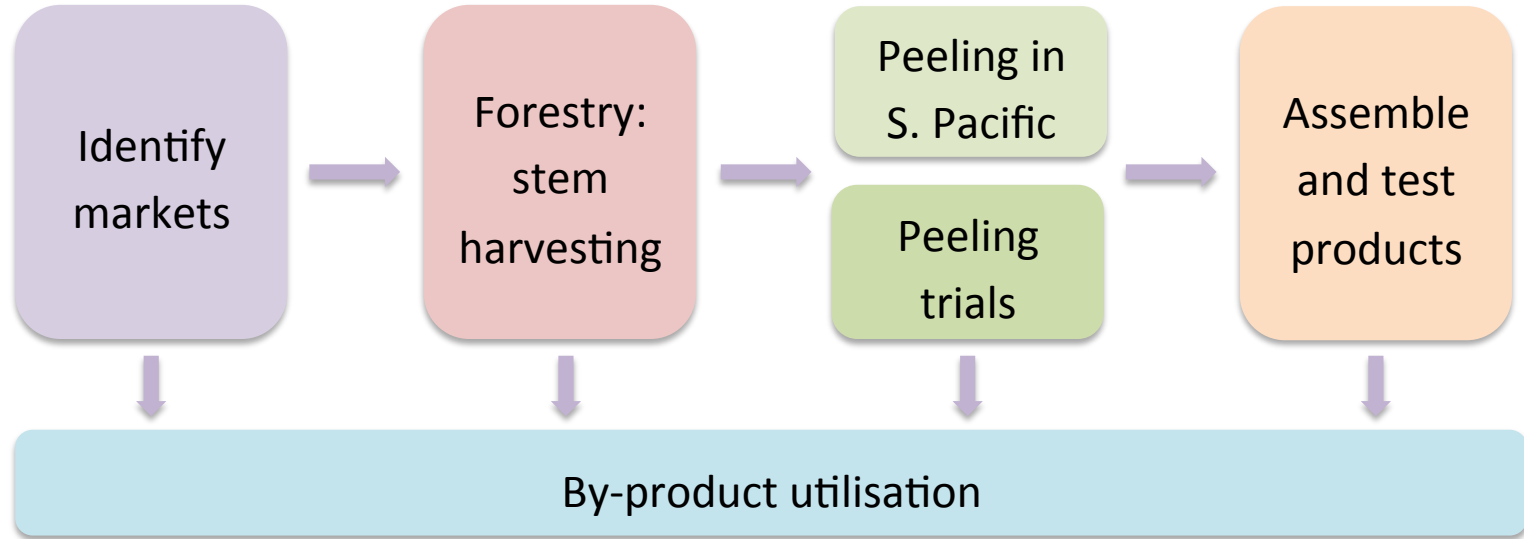 Identify
markets
Forestry:
stem
harvesting
Peeling in
S. Pacific
Peeling
trials
Assemble
and test
products
By-product utilisation